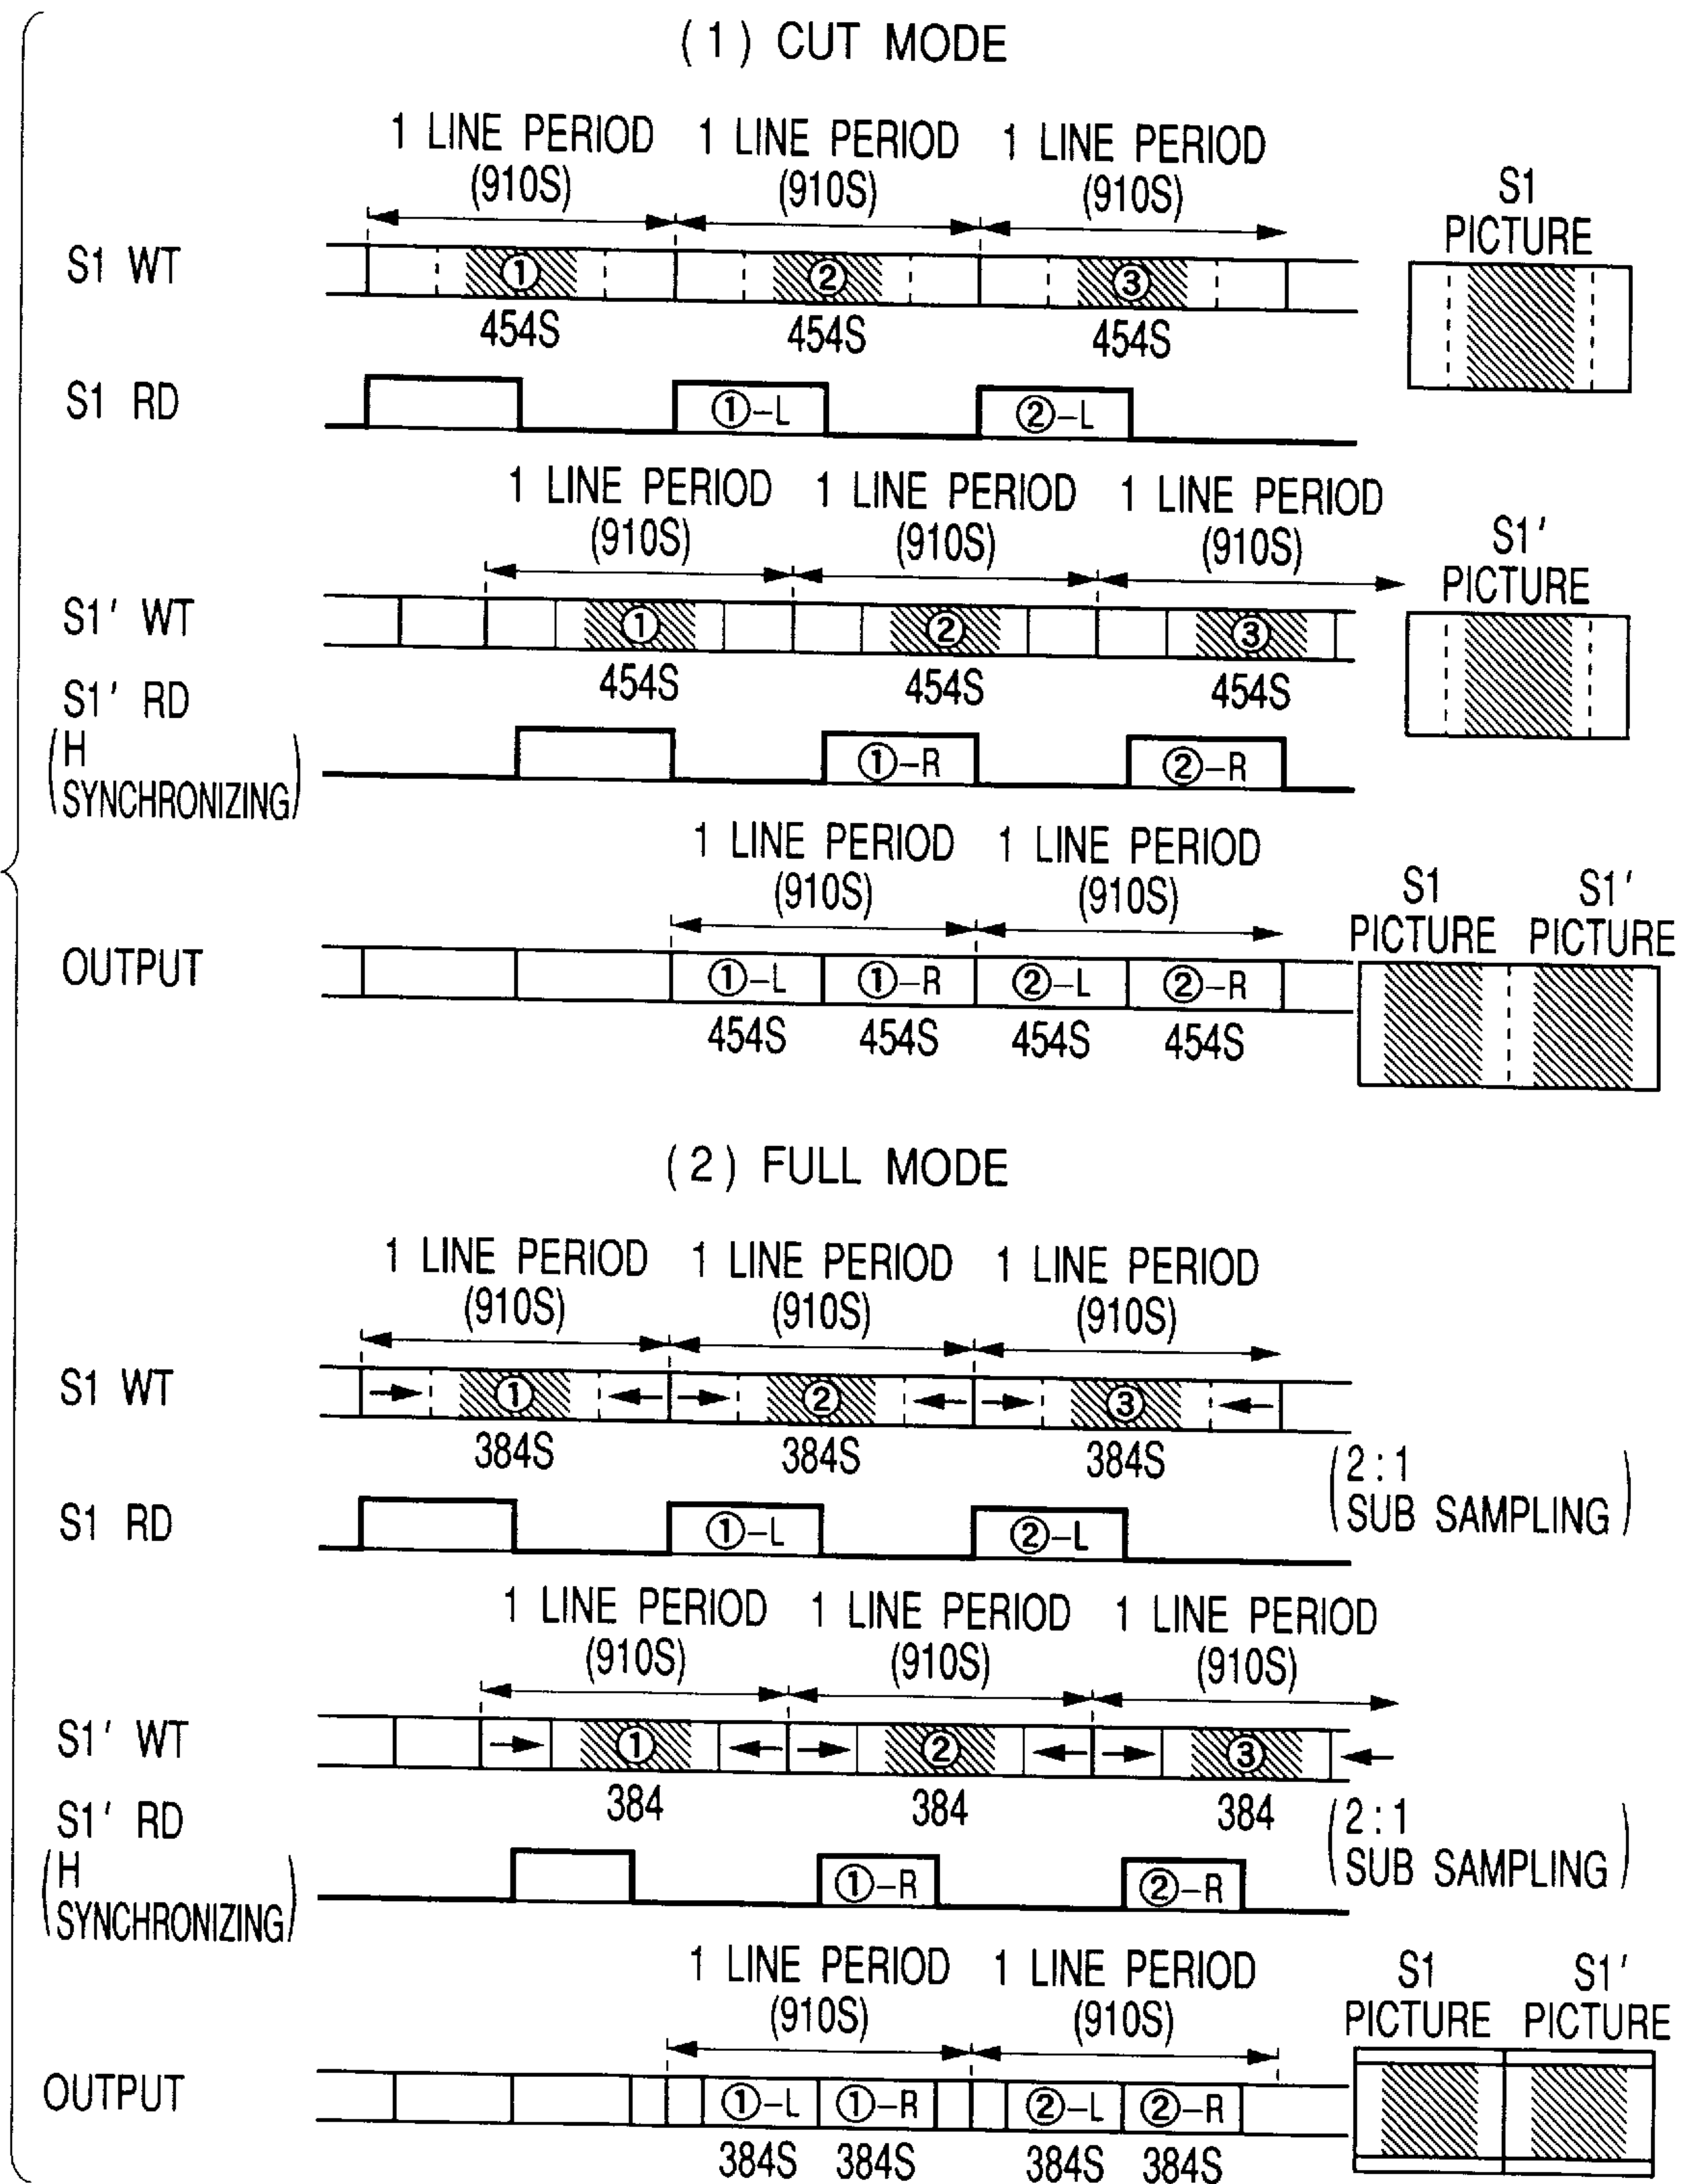 (1) CUT MODE
1 LINE PERIOD 1 LINE PERIOD 1 LINE PERIOD
(910S) (910S) (910S)
S1
PICTURE
S1 WT ① ② ③
454S 454S 454S
S1 RD ①-L ②-L
1 LINE PERIOD 1 LINE PERIOD 1 LINE PERIOD
(910S) (910S) (910S)
S1'
PICTURE
S1' WT ① ② ③
454S 454S 454S
S1' RD
(H
SYNCHRONIZING) ①-R ②-R
1 LINE PERIOD 1 LINE PERIOD
(910S) (910S)
S1 S1'
PICTURE PICTURE
OUTPUT ①-L ①-R ②-L ②-R
454S 454S 454S 454S
(2) FULL MODE
1 LINE PERIOD 1 LINE PERIOD 1 LINE PERIOD
(910S) (910S) (910S)
S1 WT ① ② ③
384S 384S 384S
(2:1
SUB SAMPLING)
S1 RD ①-L ②-L
1 LINE PERIOD 1 LINE PERIOD 1 LINE PERIOD
(910S) (910S) (910S)
S1' WT ① ② ③
384 384 384
S1' RD
(2:1
SUB SAMPLING)
(H
SYNCHRONIZING) ①-R ②-R
1 LINE PERIOD 1 LINE PERIOD
(910S) (910S)
S1 S1'
PICTURE PICTURE
OUTPUT ①-L ①-R ②-L ②-R
384S 384S 384S 384S